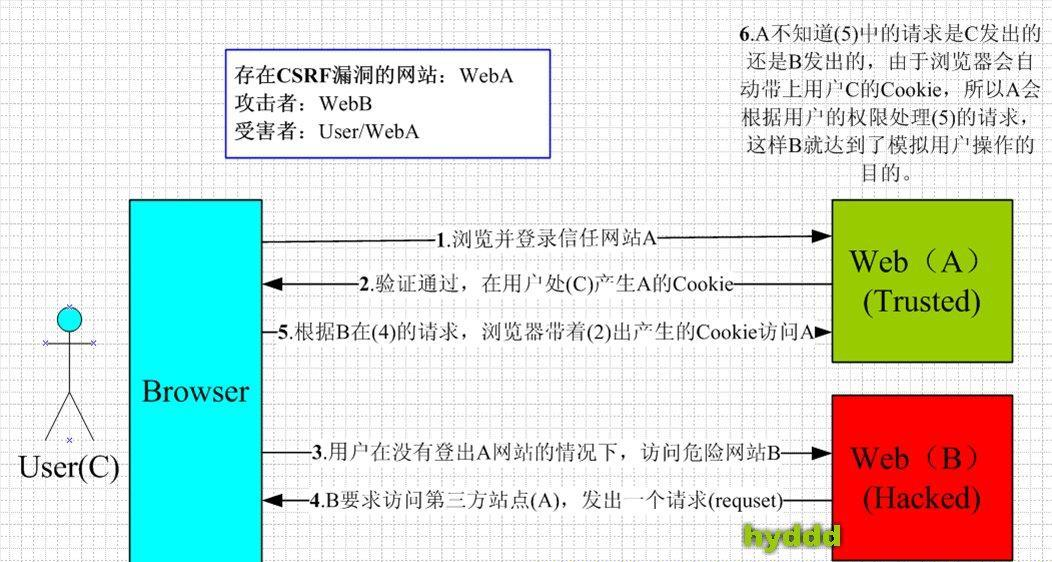 存在CSRF漏洞的网站：WebA
攻击者：WebB
受害者：User/WebA
6.A不知道(5)中的请求是C发出的
还是B发出的，由于浏览器会自
动带上用户C的Cookie，所以A会
根据用户的权限处理(5)的请求，
这样B就达到了模拟用户操作的
目的。
1.浏览并登录信任网站A
2.验证通过，在用户处(C)产生A的Cookie
5.根据B在(4)的请求，浏览器带着(2)出产生的Cookie访问A
Web（A）
(Trusted)
Browser
User(C)
3.用户在没有登出A网站的情况下，访问危险网站B
4.B要求访问第三方站点(A)，发出一个请求(requset)
Web（B）
(Hacked)
hyddd